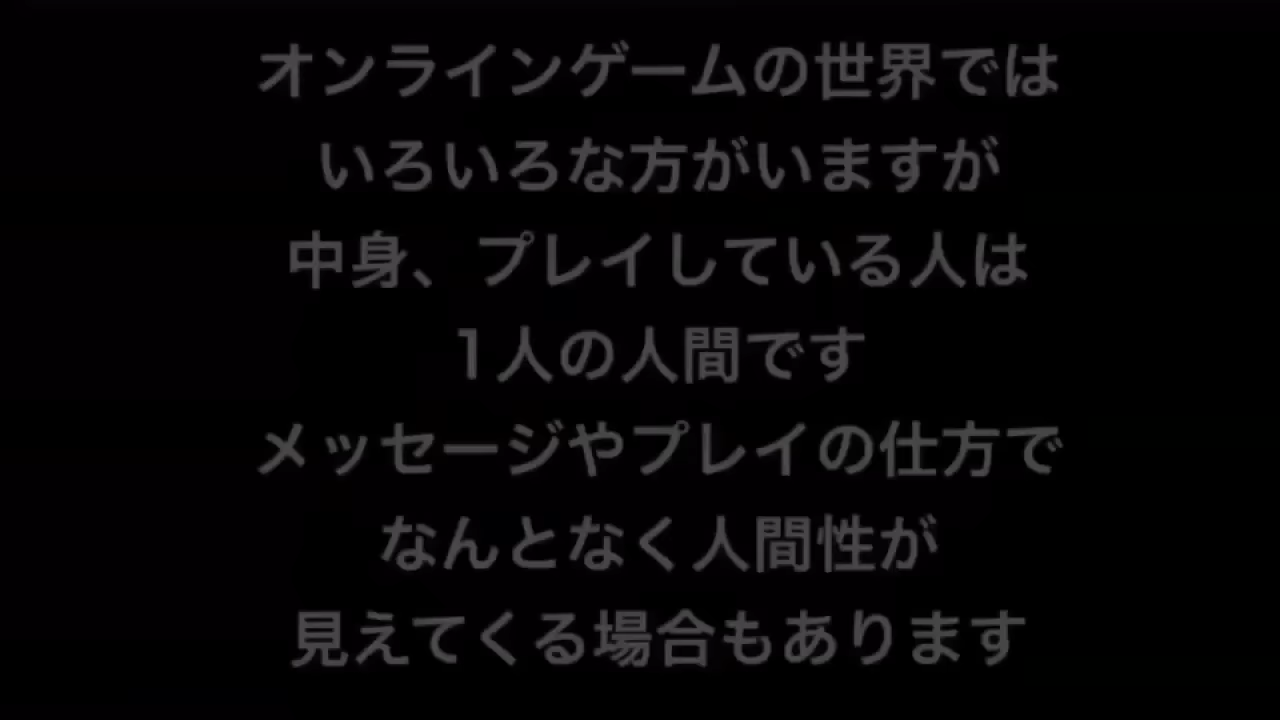 オンラインゲームの世界では
いろいろな方がいますが
中身、プレイしている人は
1人の人間です
メッセージやプレイの仕方で
なんとなく人間性が
見えてくる場合もあります